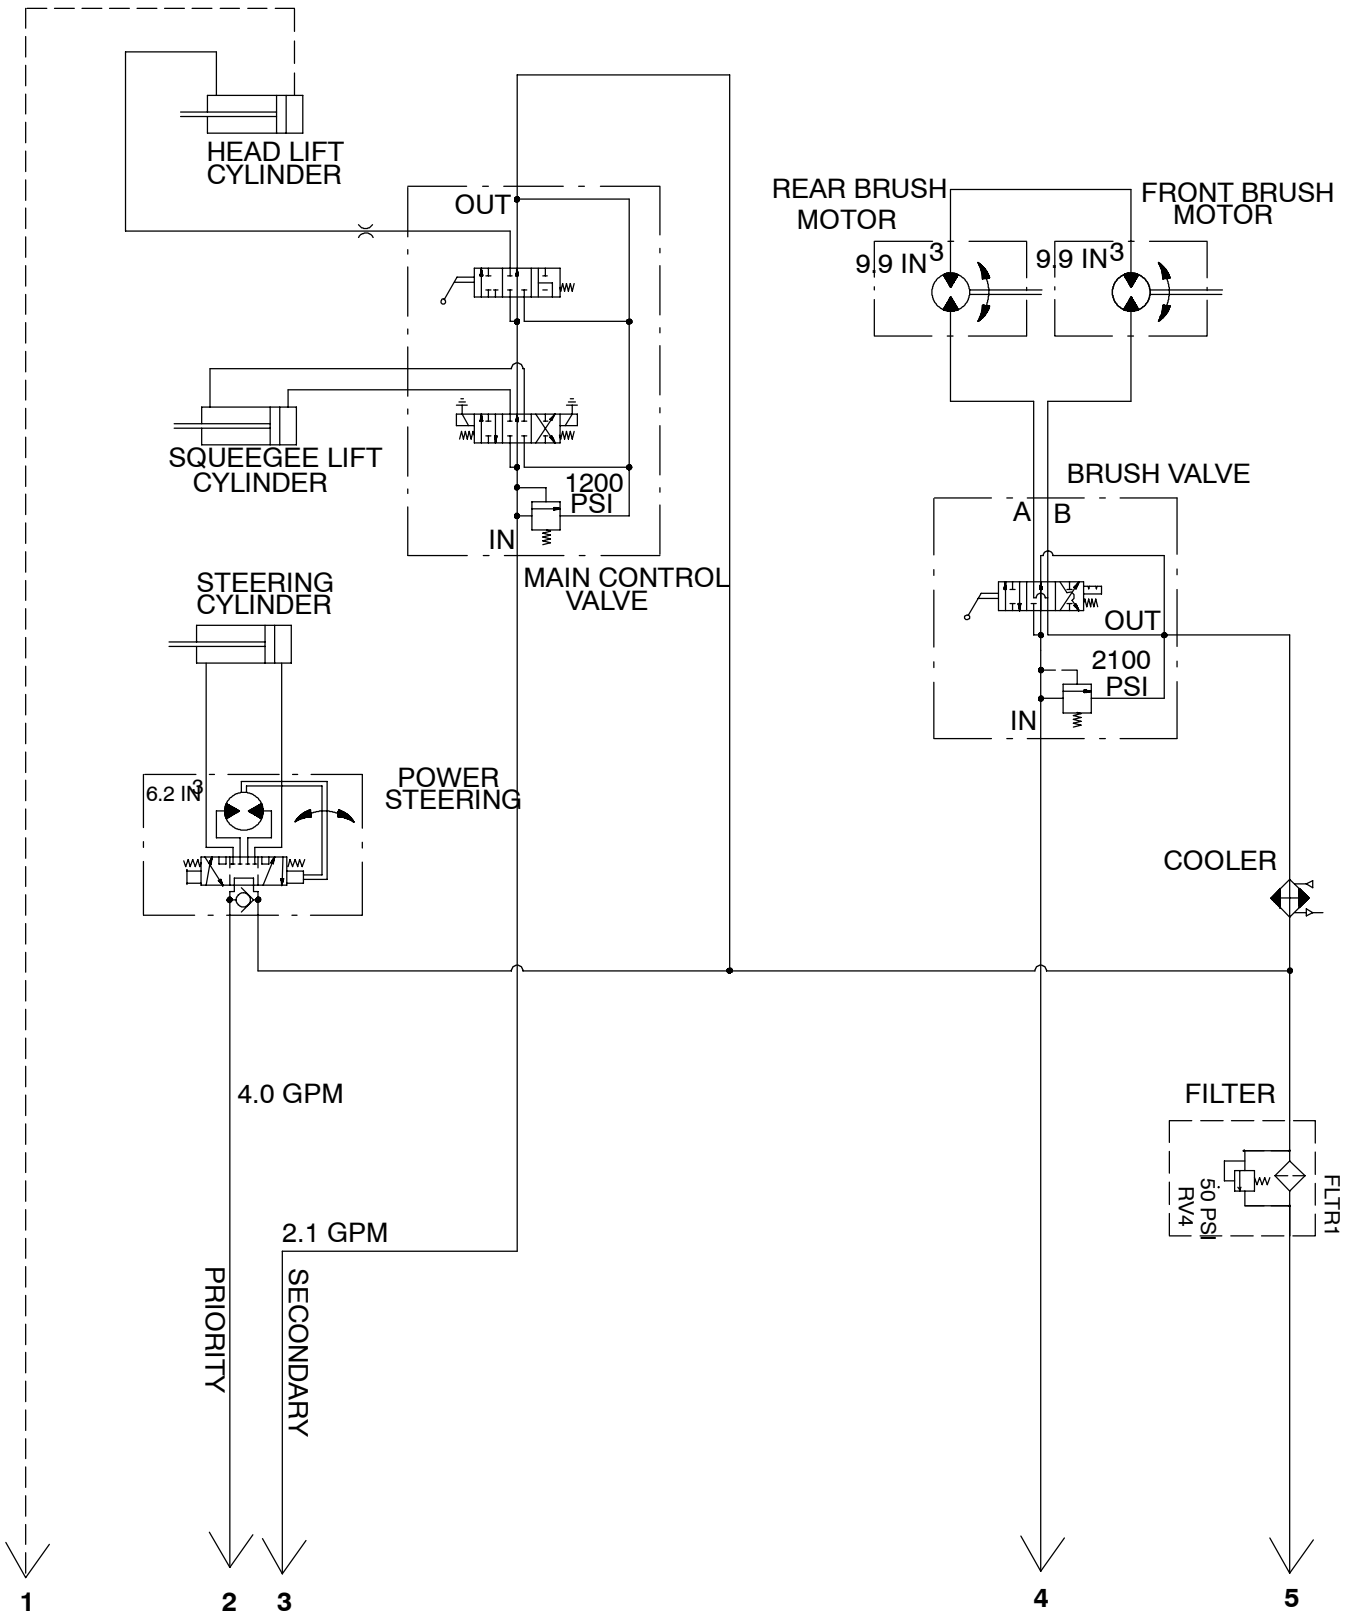 HEAD LIFT
CYLINDER
OUT
REAR BRUSH
MOTOR
FRONT BRUSH
MOTOR
9.9 IN3
9.9 IN3
SQUEEGEE LIFT
CYLINDER
1200
PSI
IN
MAIN CONTROL
VALVE
BRUSH VALVE
A
B
OUT
2100
PSI
IN
STEERING
CYLINDER
6.2 IN3
POWER
STEERING
COOLER
4.0 GPM
FILTER
FLTR1
50 PSI
RV4
2.1 GPM
PRIORITY
SECONDARY
1
2
3
4
5